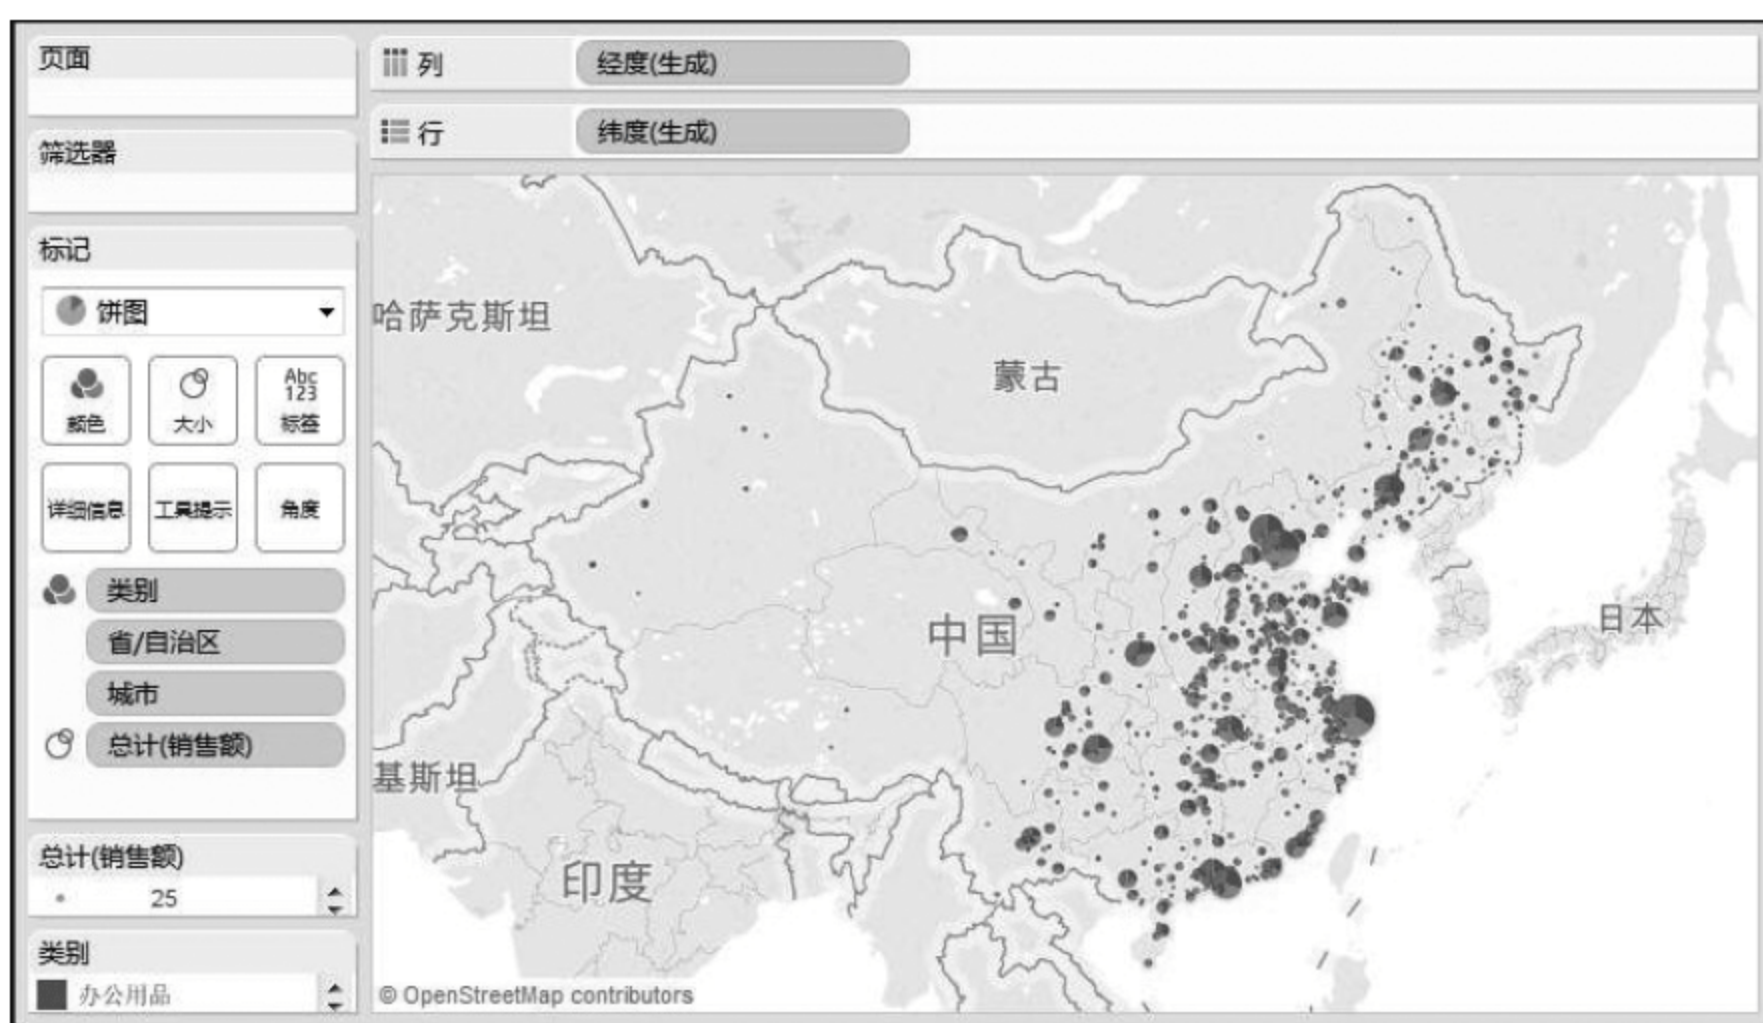 页面
筛选器
标记
饼图
颜色
大小
Abc
123
标签
详细信息
工具提示
角度
类别
省/自治区
城市
总计(销售额)
总计(销售额)
25
类别
办公用品
列
经度(生成)
行
纬度(生成)
哈萨克斯坦
蒙古
中国
日本
基斯坦
印度
© OpenStreetMap contributors